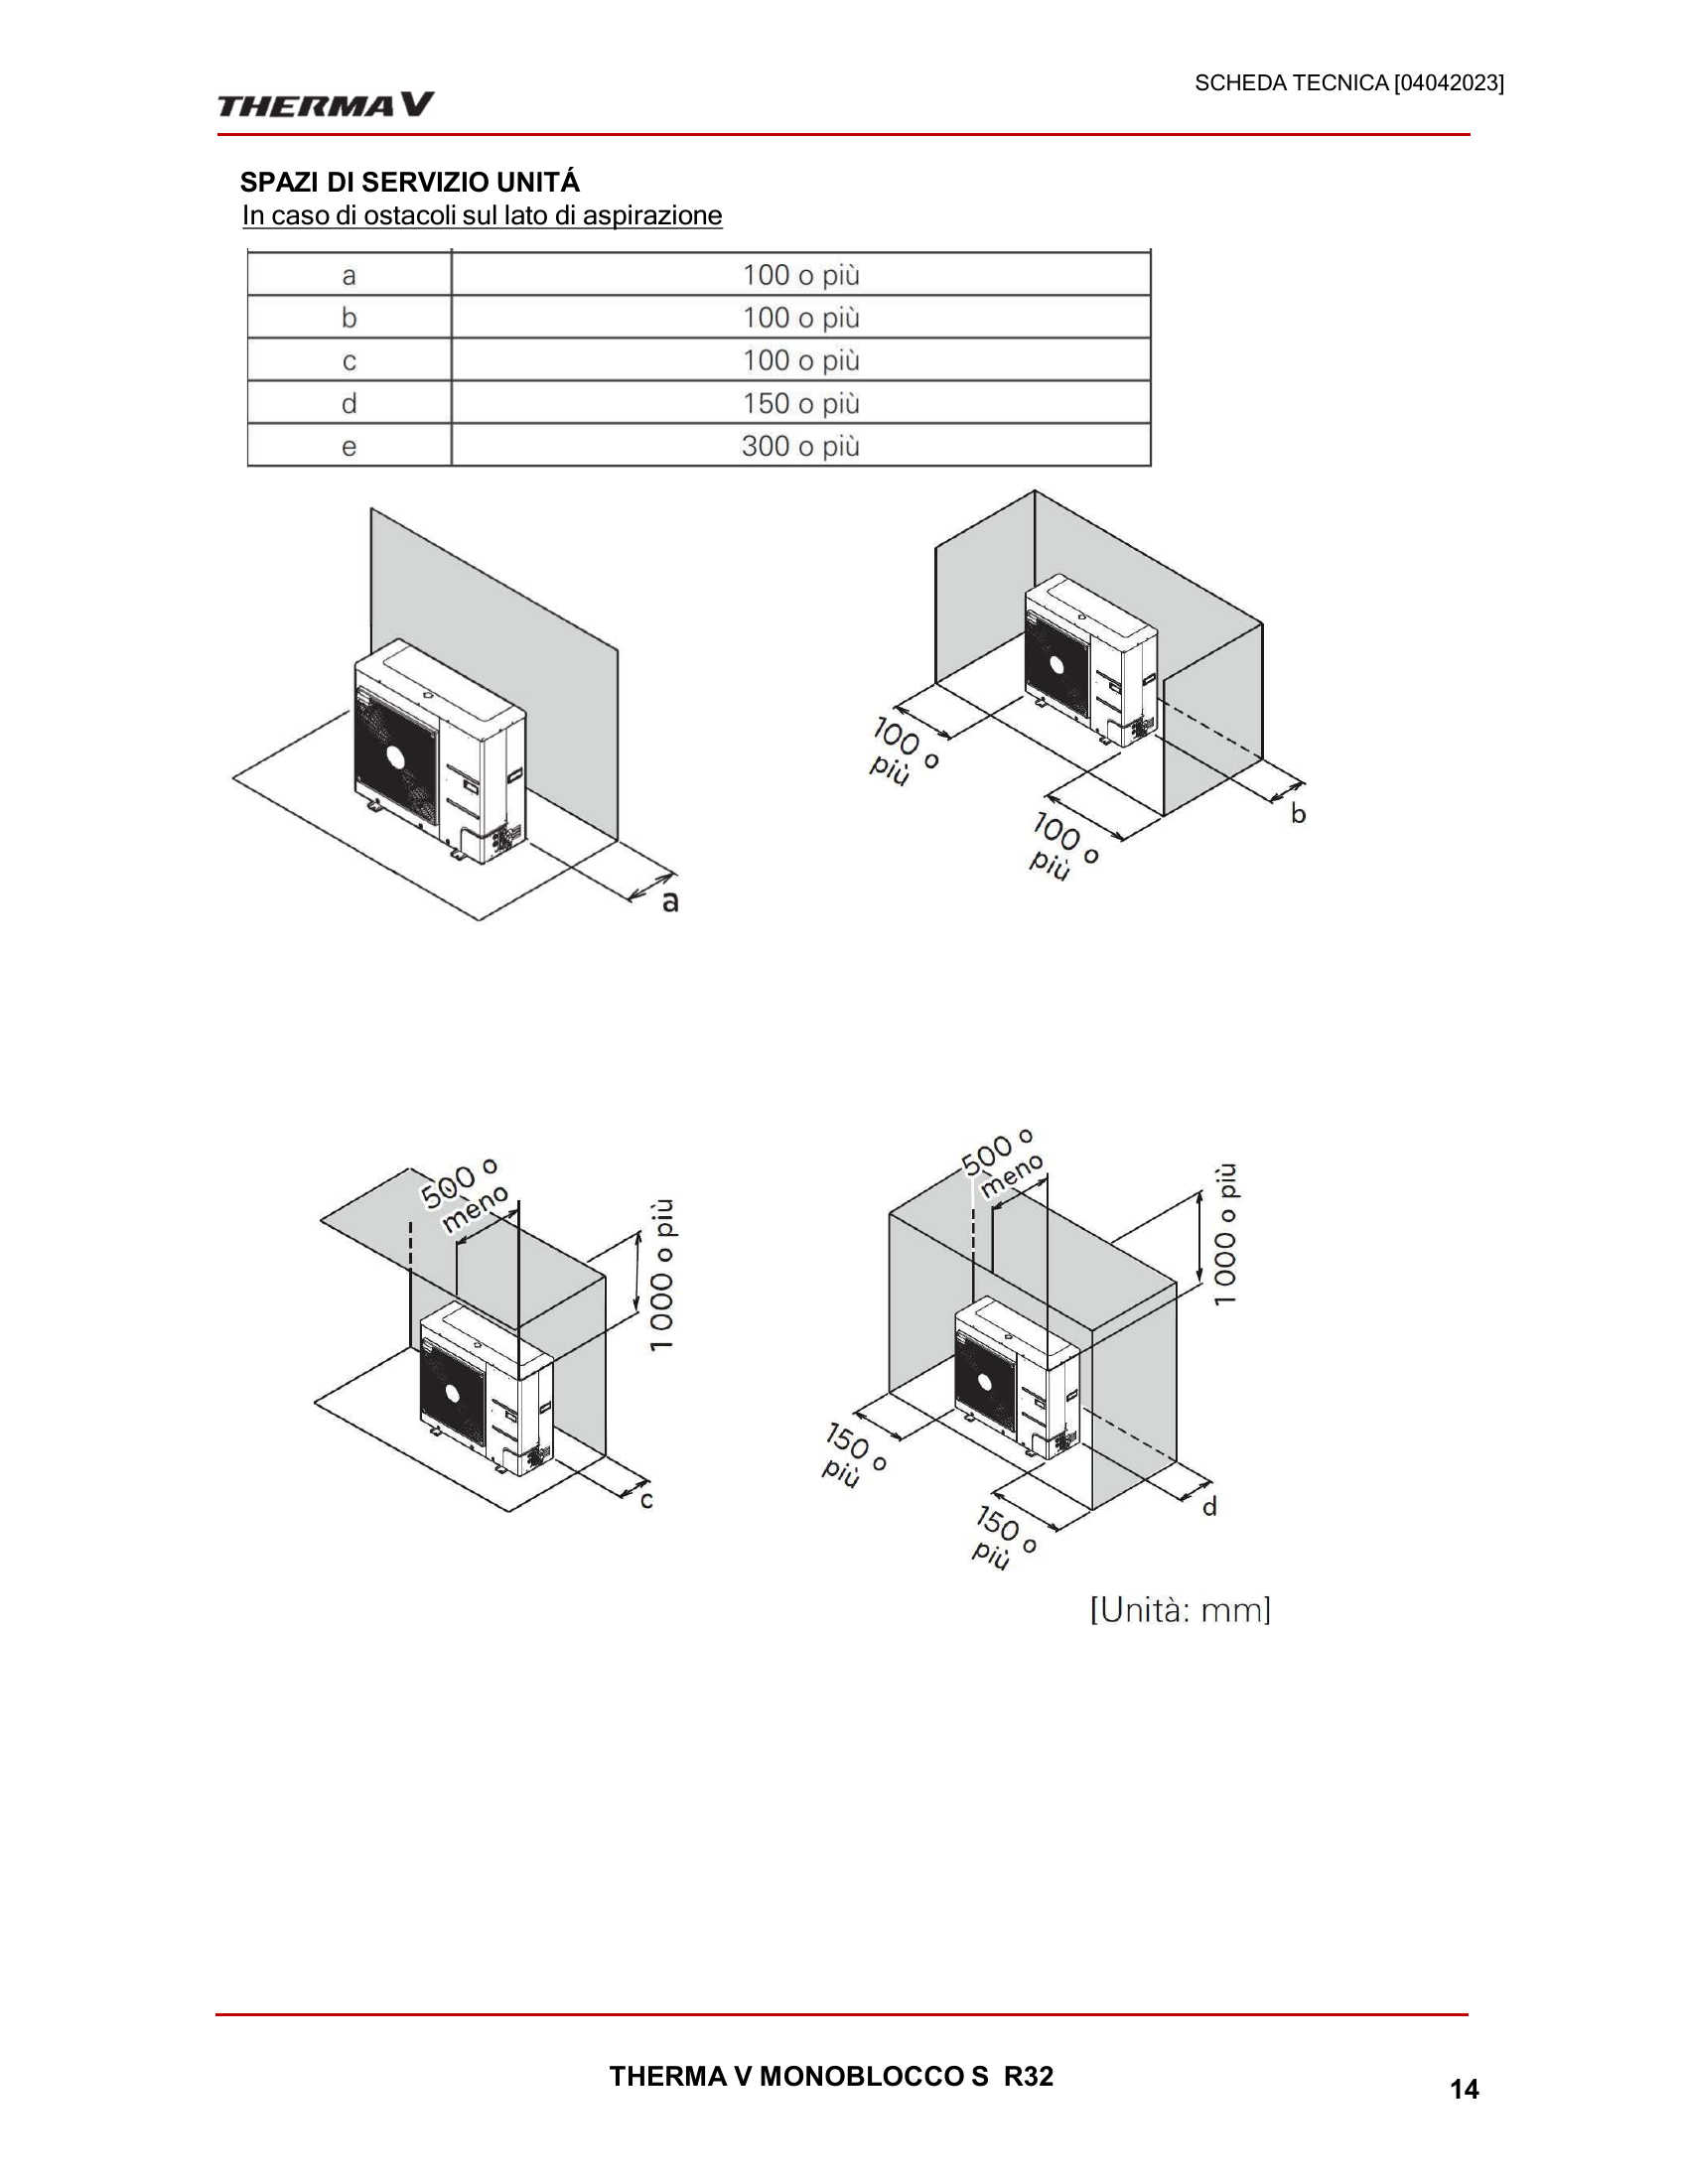 SCHEDA TECNICA [04042023]
THERMA V
SPAZI DI SERVIZIO UNITÁ
In caso di ostacoli sul lato di aspirazione
a 100 o più
b 100 o più
c 100 o più
d 150 o più
e 300 o più
a
100 o
più
100 o
più
b
500 o
meno
1 000 o più
c
500 o
meno
1 000 o più
150 o
più
150 o
più
d
[Unità: mm]
THERMA V MONOBLOCCO S R32
14